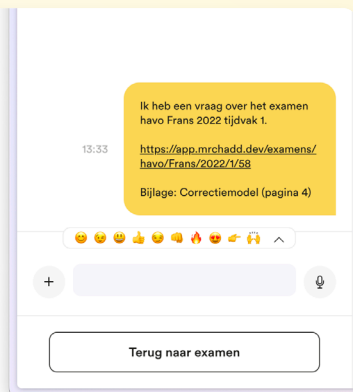 Ik heb een vraag over het examen
havo Frans 2022 tijdvak 1.
13:33
https://app.mrchadd.dev/examens/
havo/Frans/2022/1/58
Bijlage: Correctiemodel (pagina 4)
Terug naar examen